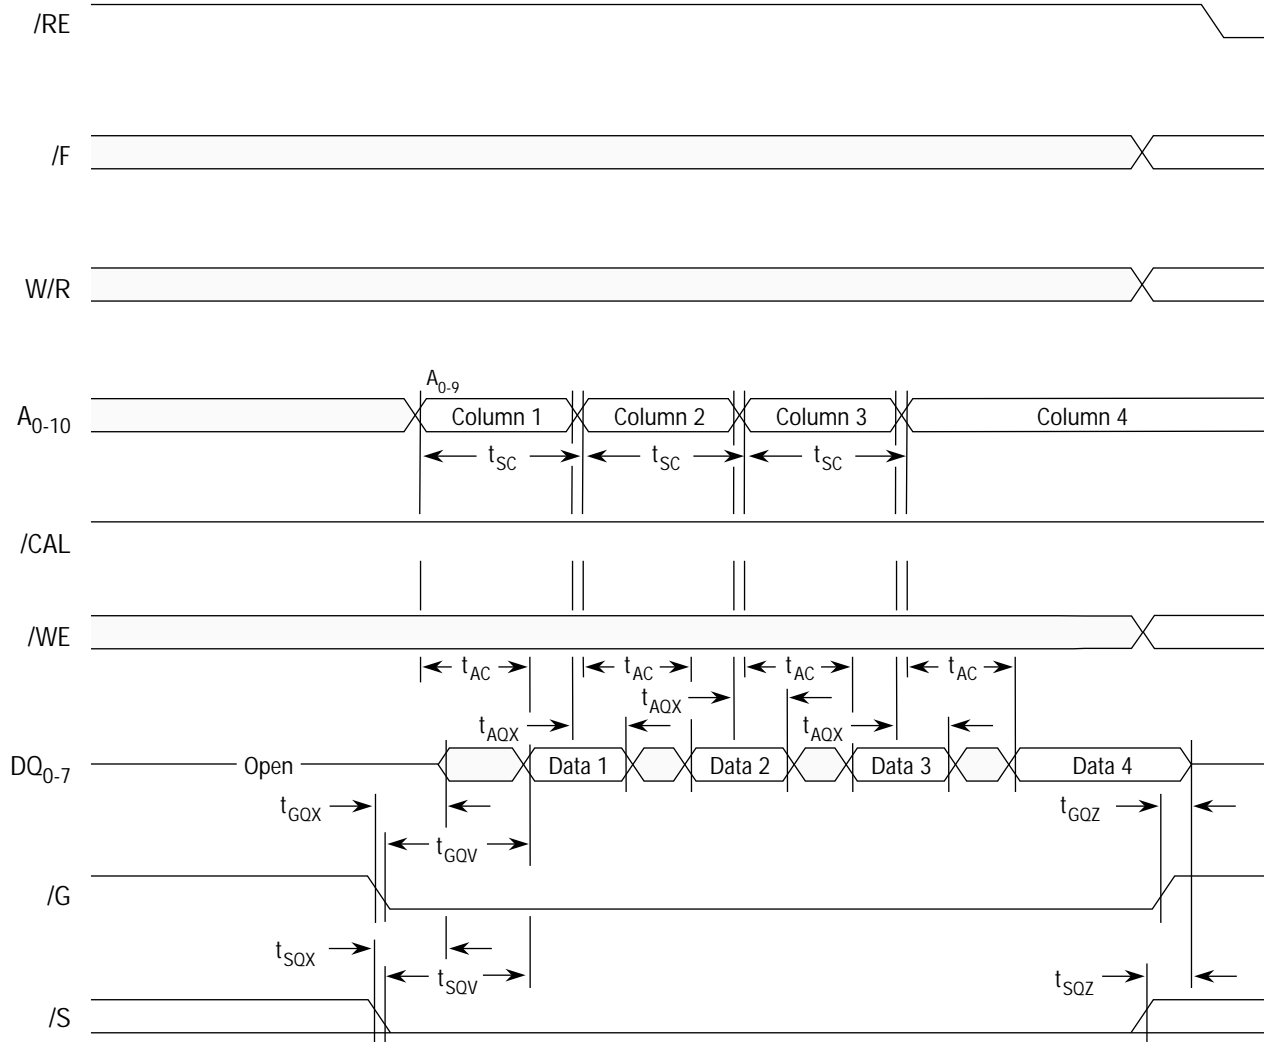 /RE
/F
W/R
A0-9
A0-10 Column 1 Column 2 Column 3 Column 4
tSC tSC tSC
/CAL
/WE
tAC tAC tAC tAC
tAQX
tAQX tAQX
DQ0-7 Open Data 1 Data 2 Data 3 Data 4
tGQX tGQZ
tGQV
/G
tSQX
tSQV tSQZ
/S